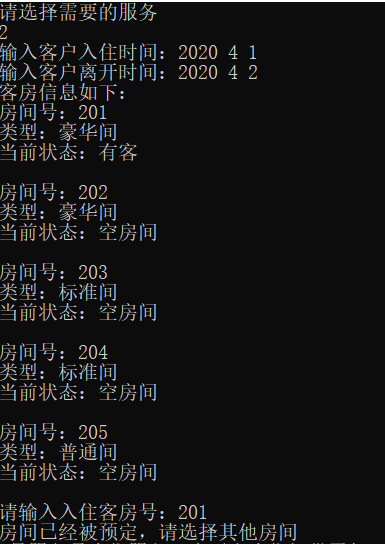 请选择需要的服务
2
输入客户入住时间：2020 4 1
输入客户离开时间：2020 4 2
客房信息如下：
房间号：201
类型：豪华间
当前状态：有客
房间号：202
类型：豪华间
当前状态：空房间
房间号：203
类型：标准间
当前状态：空房间
房间号：204
类型：标准间
当前状态：空房间
房间号：205
类型：普通间
当前状态：空房间
请输入入住客房号：201
房间已经被预定，请选择其他房间